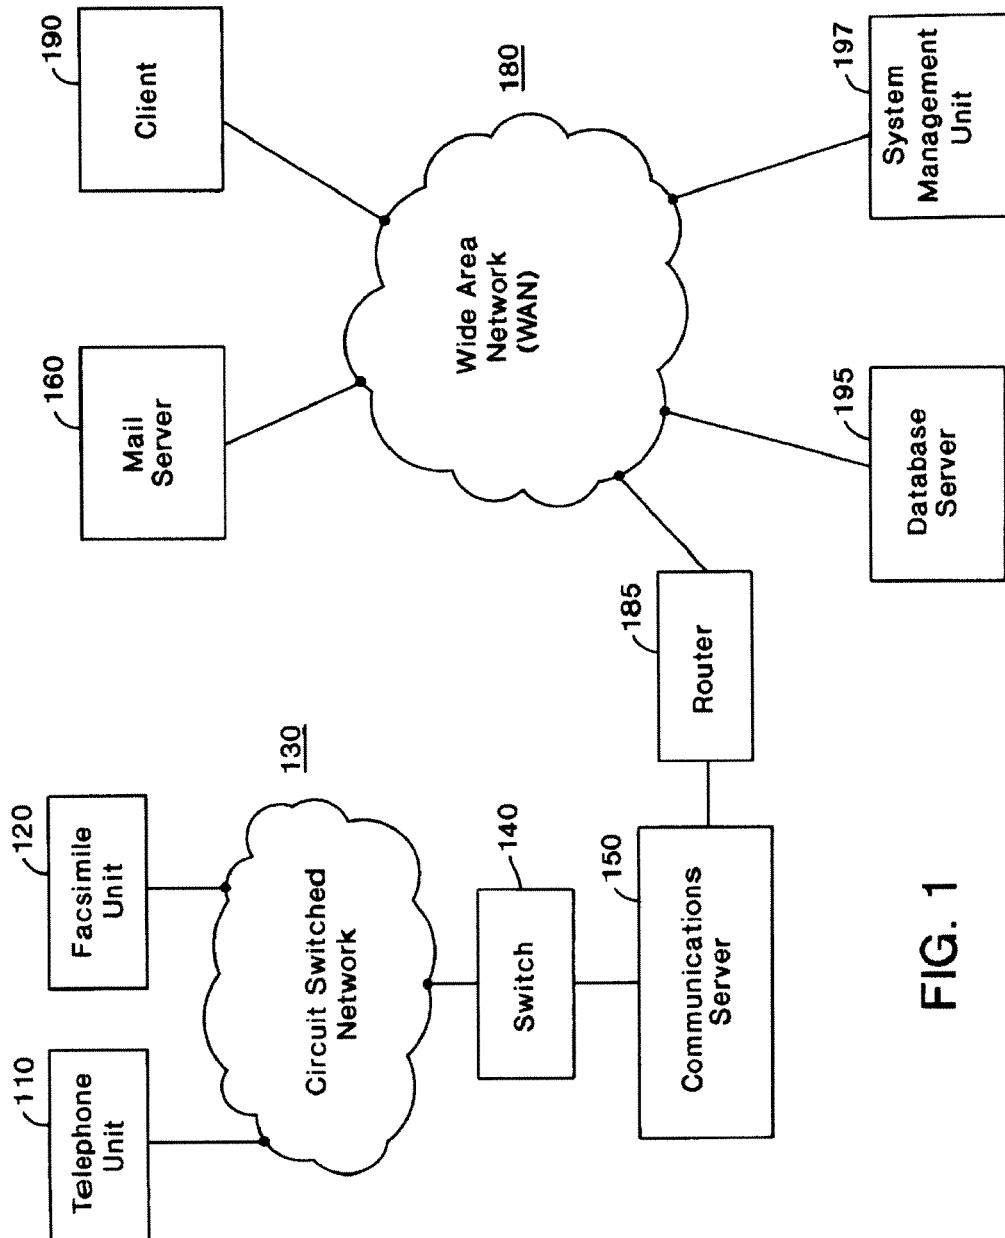 110
Telephone
Unit
120
Facsimile
Unit
130
Circuit Switched
Network
140
Switch
150
Communications
Server
160
Mail
Server
190
Client
180
Wide Area
Network
(WAN)
185
Router
195
Database
Server
197
System
Management
Unit
FIG. 1